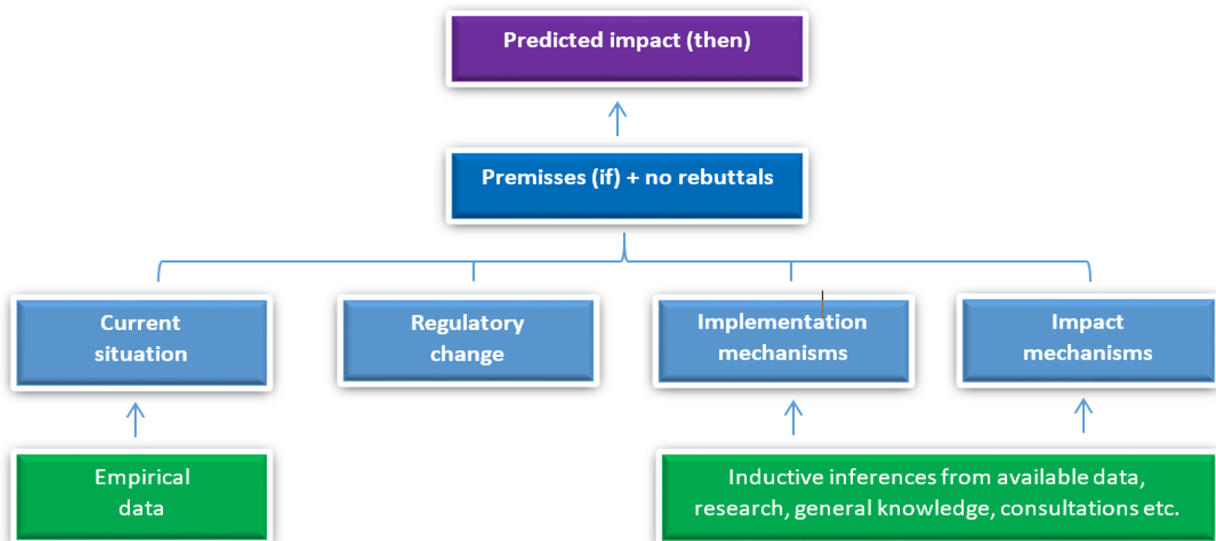 Predicted impact (then)
Premisses (if) + no rebuttals
Current
situation
Regulatory
change
Implementation
mechanisms
Impact
mechanisms
Empirical
data
Inductive inferences from available data,
research, general knowledge, consultations etc.